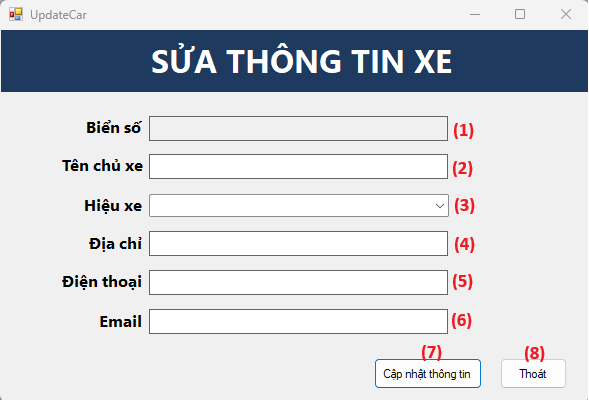 UpdateCar
SỬA THÔNG TIN XE
Biển số (1)
Tên chủ xe (2)
Hiệu xe (3)
Địa chỉ (4)
Điện thoại (5)
Email (6)
(7) (8)
Cập nhật thông tin Thoát